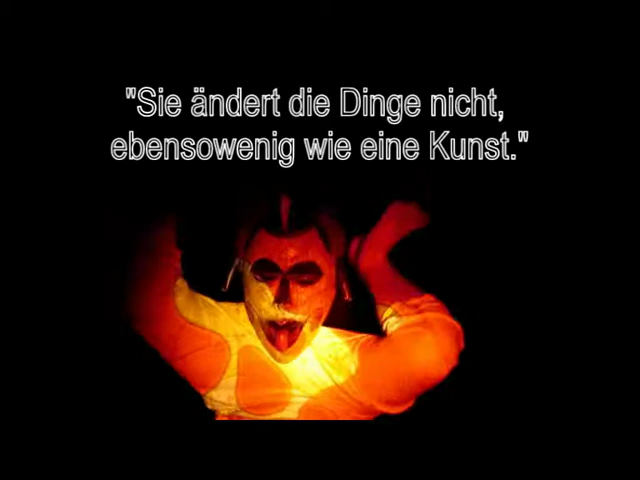 "Sie ändert die Dinge nicht,
ebensowenig wie eine Kunst."